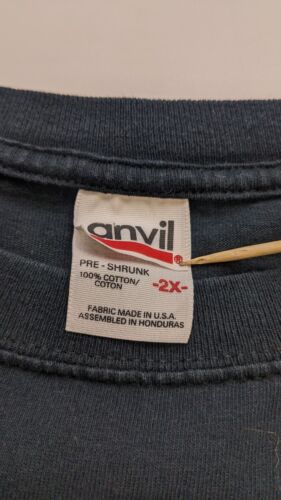 anvil
®
PRE - SHRUNK
100% COTTON/
COTON
-2X-
FABRIC MADE IN U.S.A.
ASSEMBLED IN HONDURAS